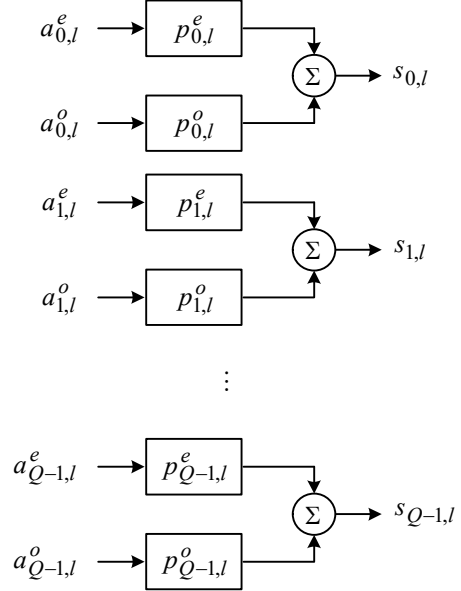 a^e_{0,l} p^e_{0,l}
Σ s_{0,l}
a^o_{0,l} p^o_{0,l}
a^e_{1,l} p^e_{1,l}
Σ s_{1,l}
a^o_{1,l} p^o_{1,l}
⋮
a^e_{Q–1,l} p^e_{Q–1,l}
Σ s_{Q–1,l}
a^o_{Q–1,l} p^o_{Q–1,l}